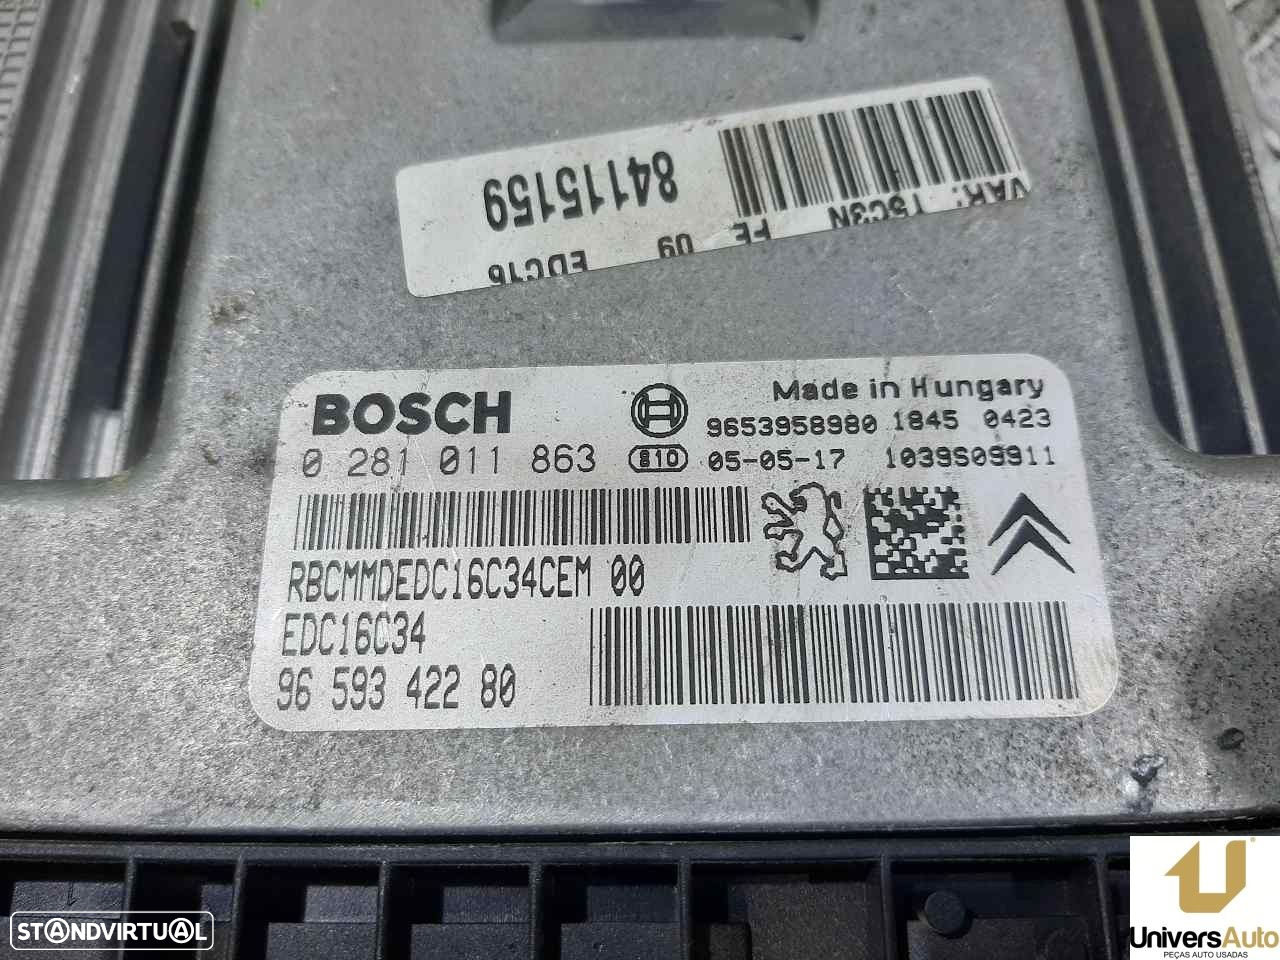 84115159
VAR: T5C3N FE 09 EDC16
BOSCH
Made in Hungary
9653958980 1845 0423
0 281 011 863
810 05-05-17 1039S09911
RBCMMDEDC16C34CEM 00
EDC16C34
96 593 422 80
STANDVIRTUAL
UniversAuto
PEÇAS AUTO USADAS